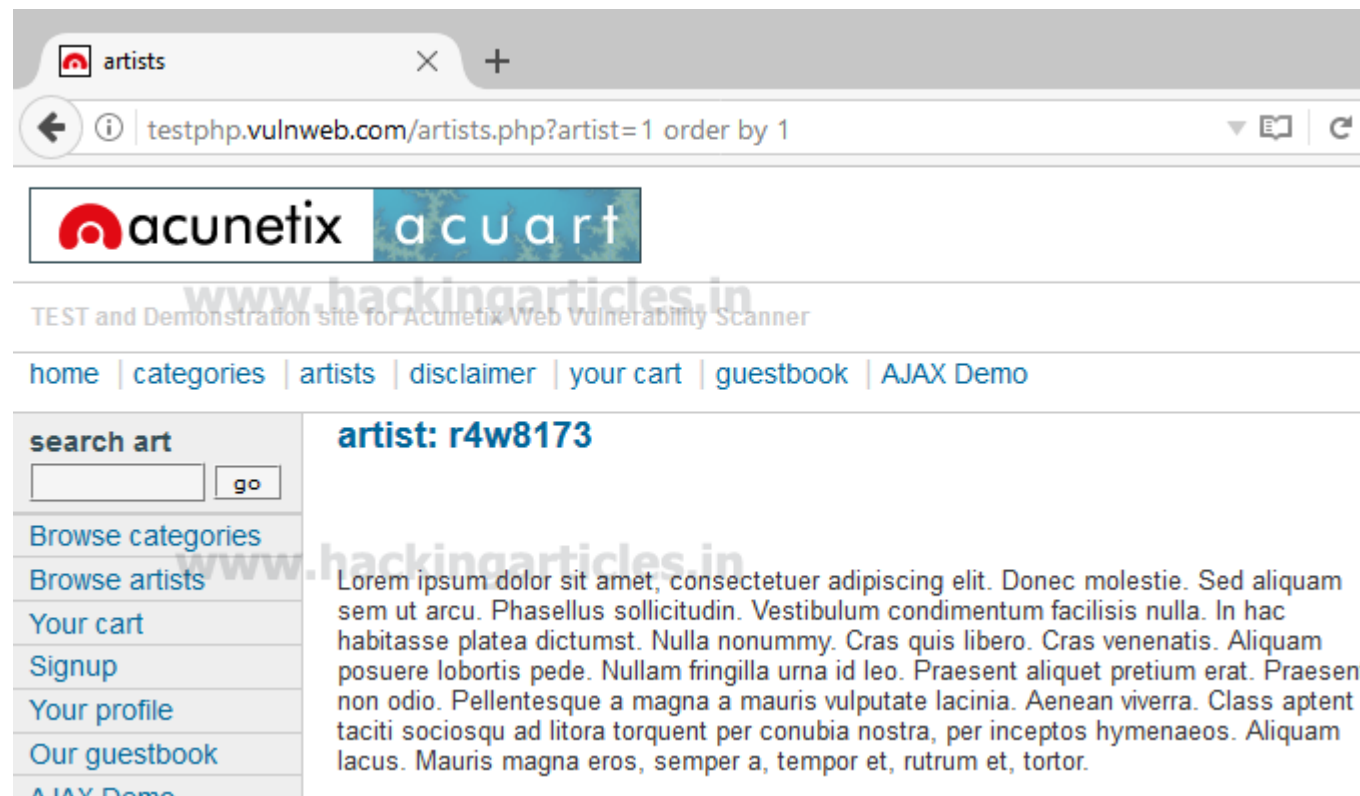 artists
testphp.vulnweb.com/artists.php?artist=1 order by 1
acunetix acuart
www.hackingarticles.in
TEST and Demonstration site for Acunetix Web Vulnerability Scanner
home | categories | artists | disclaimer | your cart | guestbook | AJAX Demo
search art
go
Browse categories
Browse artists
Your cart
Signup
Your profile
Our guestbook
AJAX Demo
artist: r4w8173
www.hackingarticles.in
Lorem ipsum dolor sit amet, consectetuer adipiscing elit. Donec molestie. Sed aliquam
sem ut arcu. Phasellus sollicitudin. Vestibulum condimentum facilisis nulla. In hac
habitasse platea dictumst. Nulla nonummy. Cras quis libero. Cras venenatis. Aliquam
posuere lobortis pede. Nullam fringilla urna id leo. Praesent aliquet pretium erat. Praesen
non odio. Pellentesque a magna a mauris vulputate lacinia. Aenean viverra. Class aptent
taciti sociosqu ad litora torquent per conubia nostra, per inceptos hymenaeos. Aliquam
lacus. Mauris magna eros, semper a, tempor et, rutrum et, tortor.